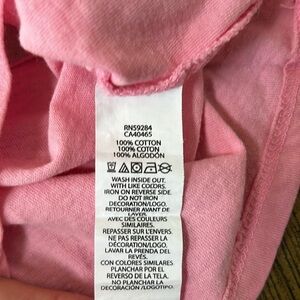 RN59284
CA40465
100% COTTON
100% COTON
100% ALGODON
WASH INSIDE OUT.
WITH LIKE COLORS.
IRON ON REVERSE SIDE.
DO NOT IRON
DECORATION/LOGO.
RETOURNER AVANT DE
LAVER.
AVEC DES COULEURS
SIMILAIRES.
REPASSER SUR L'ENVERS.
NE PAS REPASSER LA
DÉCORATION/LOGO.
LAVAR DEL REVÉS.
CON COLORES SIMILARES.
PLANCHAR POR EL
REVERSO DE LA TELA.
NO PLANCHAR LA
DECORACIÓN /LOGOTIPO.